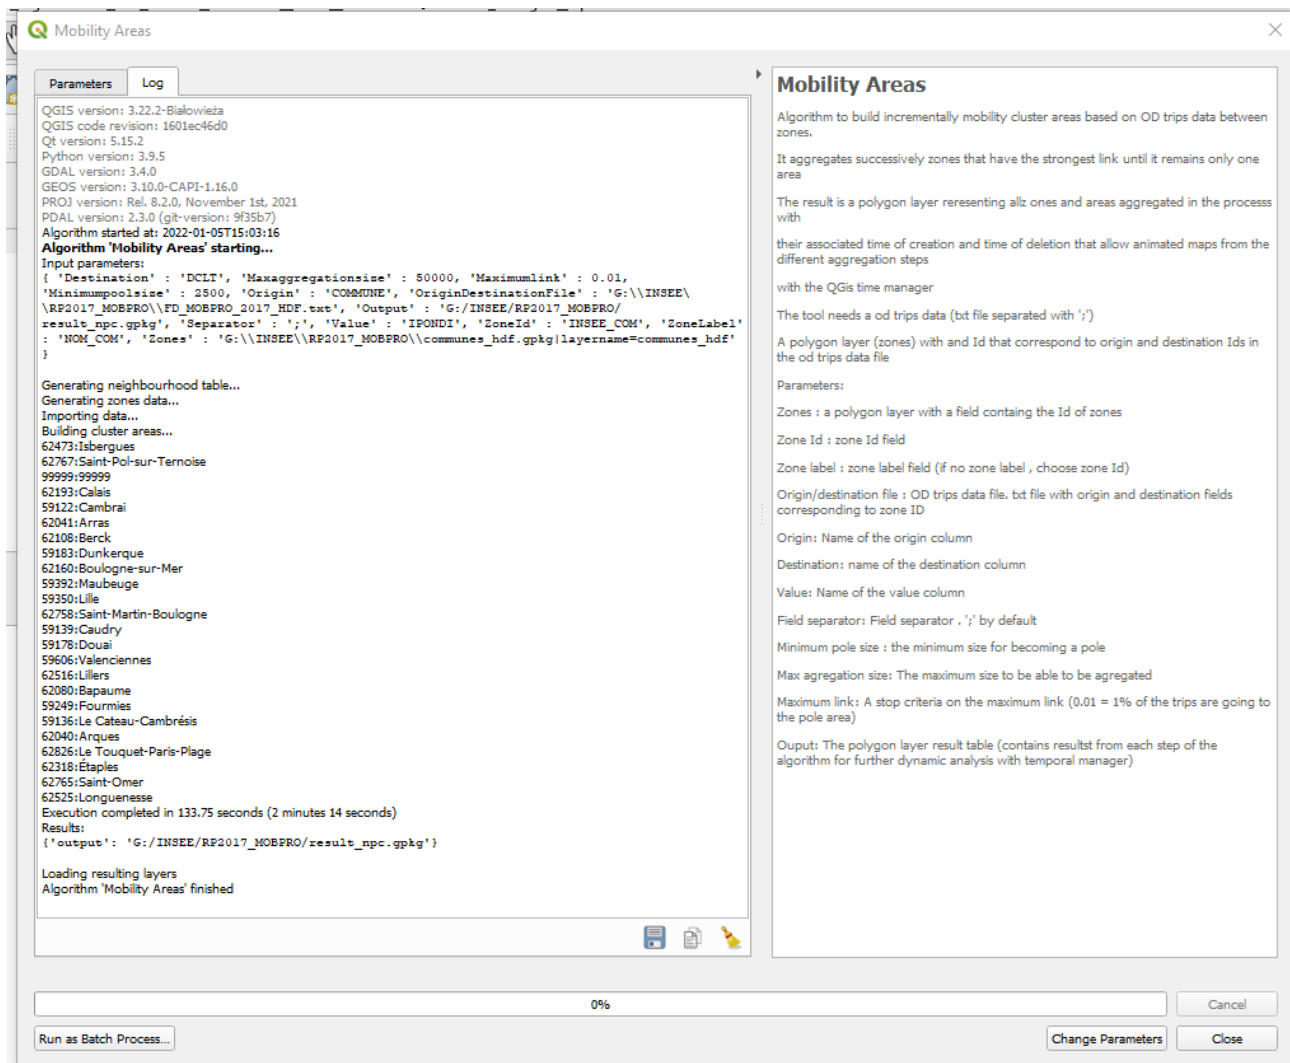 Mobility Areas
Parameters
Log
QGIS version: 3.22.2-Białowieża
QGIS code revision: 1601ec46d0
Qt version: 5.15.2
Python version: 3.9.5
GDAL version: 3.4.0
GEOS version: 3.10.0-CAPI-1.16.0
PROJ version: Rel. 8.2.0, November 1st, 2021
PDAL version: 2.3.0 (git-version: 9f35b7)
Algorithm started at: 2022-01-05T15:03:16
Algorithm 'Mobility Areas' starting...
Input parameters:
{ 'Destination' : 'DCLT', 'Maxaggregationsize' : 50000, 'Maximumlink' : 0.01,
'Minimumpoolsize' : 2500, 'Origin' : 'COMMUNE', 'OriginDestinationFile' : 'G:\\INSEE\
\RP2017_MOBPRO\\FD_MOBPRO_2017_HDF.txt', 'Output' : 'G:/INSEE/RP2017_MOBPRO/
result_npc.gpkg', 'Separator' : ';', 'Value' : 'IPONDI', 'ZoneId' : 'INSEE_COM', 'ZoneLabel'
: 'NOM_COM', 'Zones' : 'G:\\INSEE\\RP2017_MOBPRO\\communes_hdf.gpkg|layername=communes_hdf'
}
Generating neighbourhood table...
Generating zones data...
Importing data...
Building cluster areas...
62473:Isbergues
62767:Saint-Pol-sur-Ternoise
99999:99999
62193:Calais
59122:Cambrai
62041:Arras
62108:Berck
59183:Dunkerque
62160:Boulogne-sur-Mer
59392:Maubeuge
59350:Lille
62758:Saint-Martin-Boulogne
59139:Caudry
59178:Douai
59606:Valenciennes
62516:Lillers
62080:Bapaume
59249:Fourmies
59136:Le Cateau-Cambrésis
62040:Arques
62826:Le Touquet-Paris-Plage
62318:Étaples
62765:Saint-Omer
62525:Longuenesse
Execution completed in 133.75 seconds (2 minutes 14 seconds)
Results:
{'output': 'G:/INSEE/RP2017_MOBPRO/result_npc.gpkg'}
Loading resulting layers
Algorithm 'Mobility Areas' finished
Mobility Areas
Algorithm to build incrementally mobility cluster areas based on OD trips data between
zones.
It aggregates successively zones that have the strongest link until it remains only one
area
The result is a polygon layer reresenting allz ones and areas aggregated in the processs
with
their associated time of creation and time of deletion that allow animated maps from the
different aggregation steps
with the QGis time manager
The tool needs a od trips data (txt file separated with ';')
A polygon layer (zones) with and Id that correspond to origin and destination Ids in
the od trips data file
Parameters:
Zones : a polygon layer with a field containg the Id of zones
Zone Id : zone Id field
Zone label : zone label field (if no zone label , choose zone Id)
Origin/destination file : OD trips data file. txt file with origin and destination fields
corresponding to zone ID
Origin: Name of the origin column
Destination: name of the destination column
Value: Name of the value column
Field separator: Field separator . ';' by default
Minimum pole size : the minimum size for becoming a pole
Max agregation size: The maximum size to be able to be agregated
Maximum link: A stop criteria on the maximum link (0.01 = 1% of the trips are going to
the pole area)
Ouput: The polygon layer result table (contains resultst from each step of the
algorithm for further dynamic analysis with temporal manager)
0%
Cancel
Run as Batch Process...
Change Parameters
Close